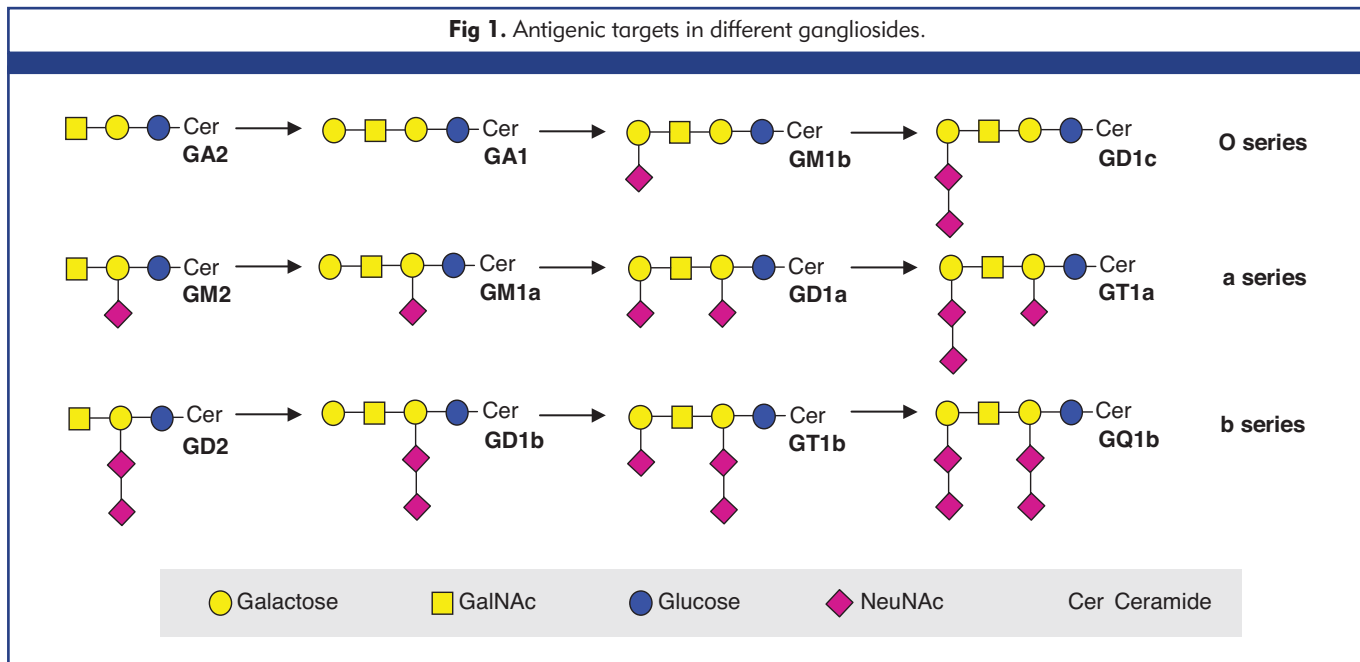 Fig 1. Antigenic targets in different gangliosides.
Cer Cer Cer Cer
GA2 GA1 GM1b GD1c O series
Cer Cer Cer Cer
GM2 GM1a GD1a GT1a a series
Cer Cer Cer Cer
GD2 GD1b GT1b GQ1b b series
Galactose GalNAc Glucose NeuNAc Cer Ceramide